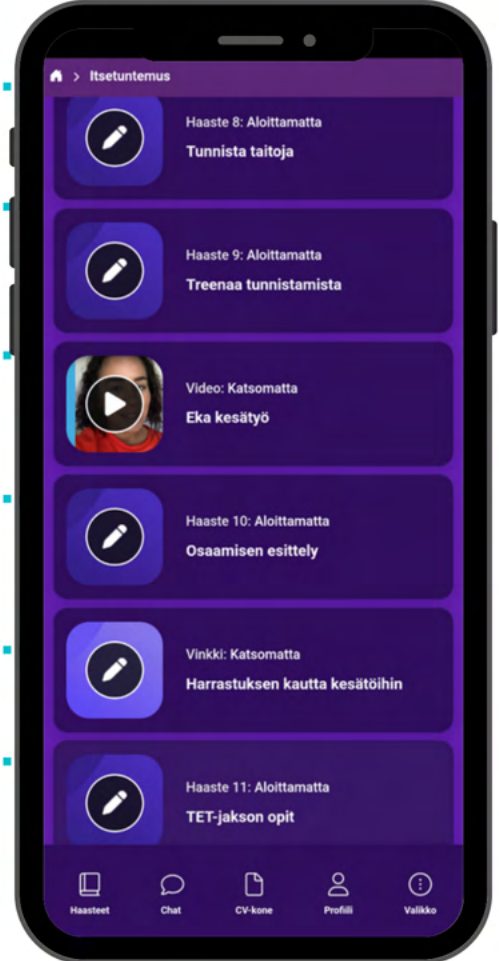 Itsetuntemus
Haaste 8: Aloittamatta
Tunnista taitoja
Haaste 9: Aloittamatta
Treenaa tunnistamista
Video: Katsomatta
Eka kesätyö
Haaste 10: Aloittamatta
Osaamisen esittely
Vinkki: Katsomatta
Harrastuksen kautta kesätöihin
Haaste 11: Aloittamatta
TET-jakson opit
Haasteet Chat CV-kone Profiili Valikko